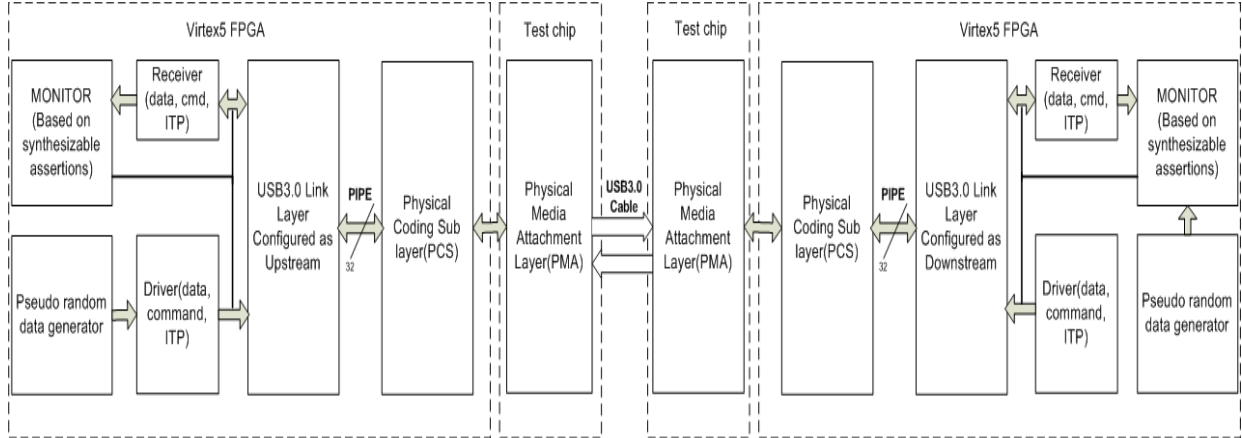 Virtex5 FPGA
MONITOR
(Based on
synthesizable
assertions)
Receiver
(data, cmd,
ITP)
Pseudo random
data generator
Driver(data,
command,
ITP)
USB3.0 Link
Layer
Configured as
Upstream
PIPE
32
Physical
Coding Sub
layer(PCS)
Test chip
Physical
Media
Attachment
Layer(PMA)
USB3.0
Cable
Test chip
Physical
Media
Attachment
Layer(PMA)
Virtex5 FPGA
Physical
Coding Sub
layer(PCS)
PIPE
32
USB3.0 Link
Layer
Configured as
Downstream
Receiver
(data, cmd,
ITP)
MONITOR
(Based on
synthesizable
assertions)
Driver(data,
command,
ITP)
Pseudo random
data generator